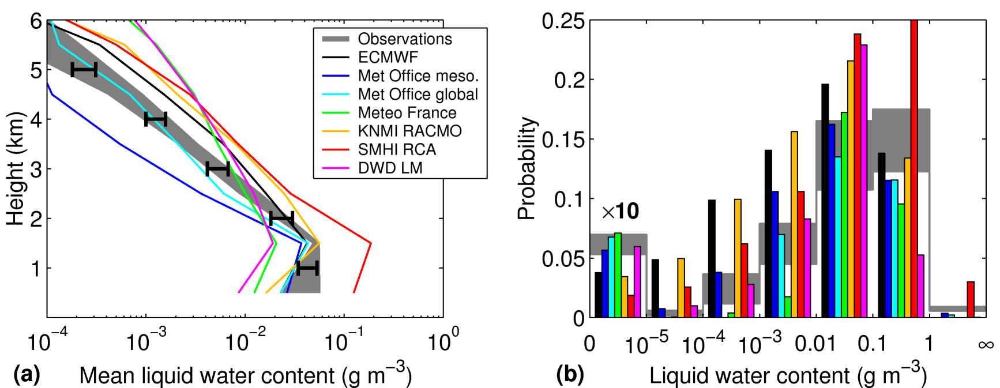 6
5
4
3
2
1
Height (km)
Observations
ECMWF
Met Office meso.
Met Office global
Meteo France
KNMI RACMO
SMHI RCA
DWD LM
10⁻⁴ 10⁻³ 10⁻² 10⁻¹ 10⁰
(a) Mean liquid water content (g m⁻³)
0.25
0.2
0.15
0.1
0.05
0
Probability
×10
0 10⁻⁵ 10⁻⁴ 10⁻³ 0.01 0.1 1 ∞
(b) Liquid water content (g m⁻³)